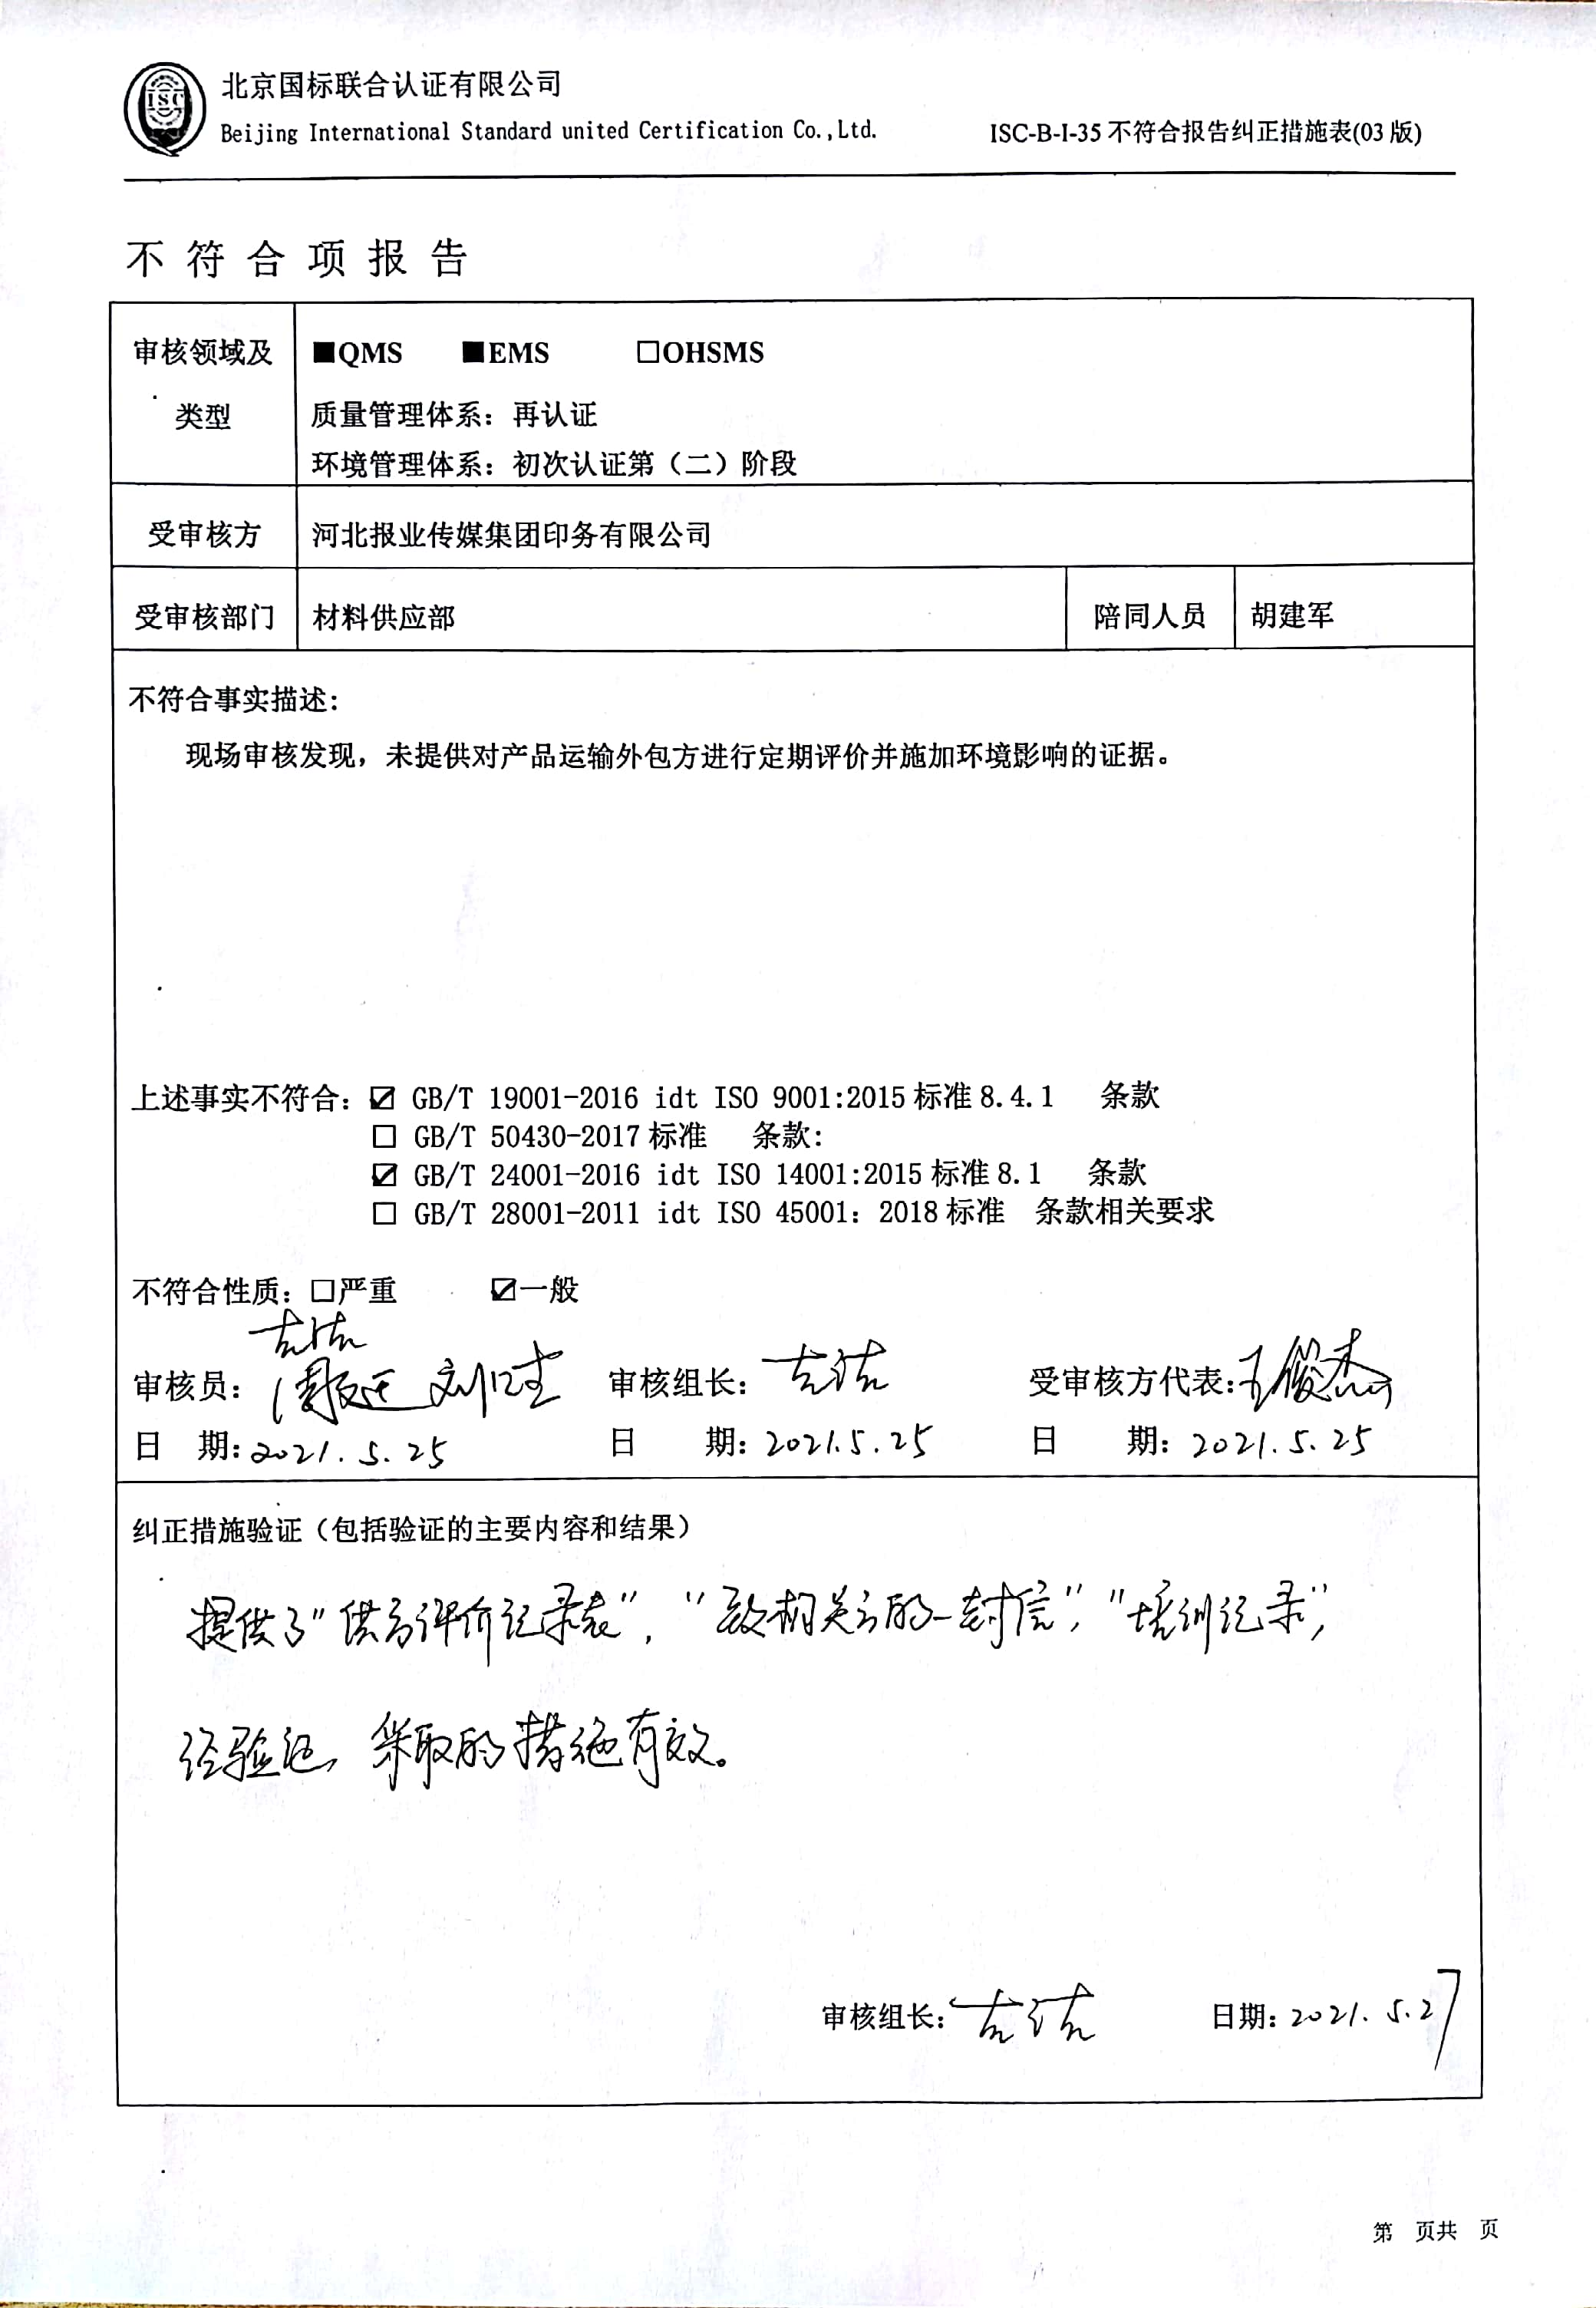 ISC
北京国标联合认证有限公司
Beijing International Standard united Certification Co.,Ltd.
ISC-B-I-35 不符合报告纠正措施表(03 版)
不符合项报告
审核领域及类型
■QMS ■EMS □OHSMS
质量管理体系：再认证
环境管理体系：初次认证第（二）阶段
受审核方 河北报业传媒集团印务有限公司
受审核部门 材料供应部 陪同人员 胡建军
不符合事实描述：
现场审核发现，未提供对产品运输外包方进行定期评价并施加环境影响的证据。
上述事实不符合：☑ GB/T 19001-2016 idt ISO 9001:2015 标准 8.4.1 条款
□ GB/T 50430-2017 标准 条款：
☑ GB/T 24001-2016 idt ISO 14001:2015 标准 8.1 条款
□ GB/T 28001-2011 idt ISO 45001：2018 标准 条款相关要求
不符合性质：□严重 ☑一般
审核员： 审核组长： 受审核方代表：王俊杰
日 期：2021.5.25 日 期：2021.5.25 日 期：2021.5.25
纠正措施验证（包括验证的主要内容和结果）
提供了"供方评价记录表"，"致相关方的一封信"，"培训记录"，
经验证，采取的措施有效。
审核组长： 日期：2021.5.27
第 页共 页